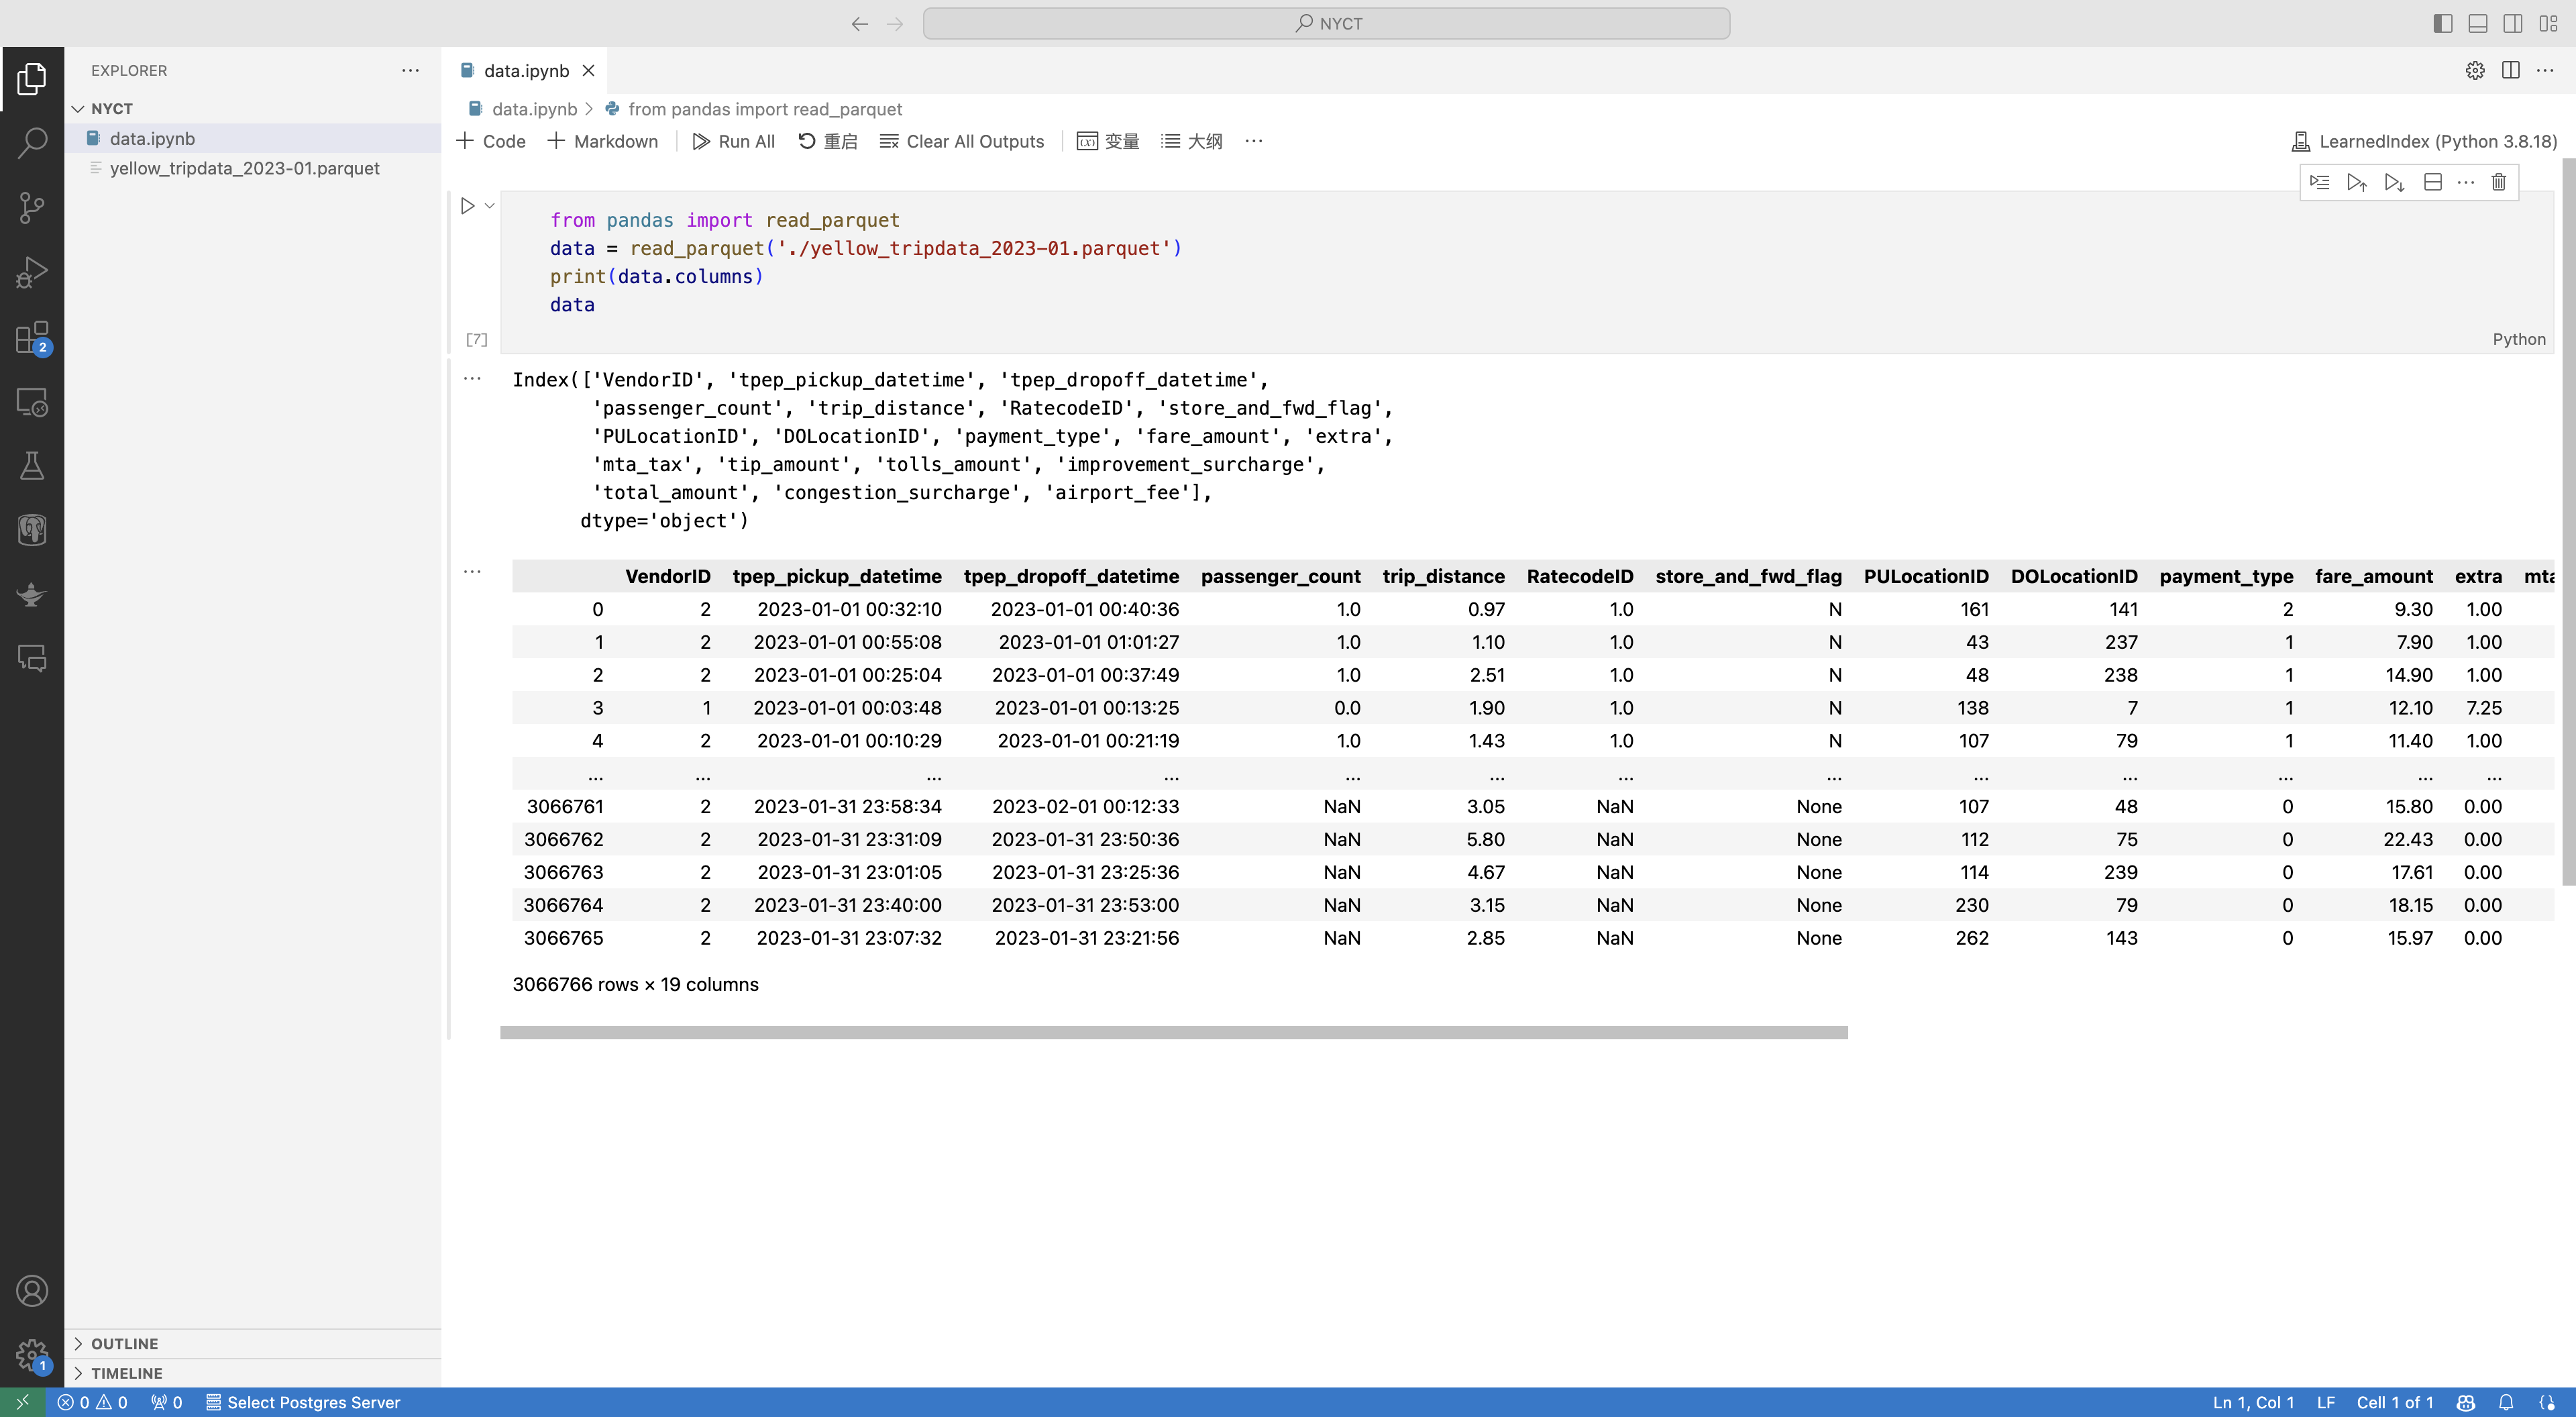 NYCT
EXPLORER
NYCT
data.ipynb
yellow_tripdata_2023-01.parquet
data.ipynb
data.ipynb > from pandas import read_parquet
+ Code + Markdown Run All 重启 Clear All Outputs 变量 大纲 ... LearnedIndex (Python 3.8.18)
from pandas import read_parquet
data = read_parquet('./yellow_tripdata_2023-01.parquet')
print(data.columns)
data
[7] Python
Index(['VendorID', 'tpep_pickup_datetime', 'tpep_dropoff_datetime',
'passenger_count', 'trip_distance', 'RatecodeID', 'store_and_fwd_flag',
'PULocationID', 'DOLocationID', 'payment_type', 'fare_amount', 'extra',
'mta_tax', 'tip_amount', 'tolls_amount', 'improvement_surcharge',
'total_amount', 'congestion_surcharge', 'airport_fee'],
dtype='object')
VendorID tpep_pickup_datetime tpep_dropoff_datetime passenger_count trip_distance RatecodeID store_and_fwd_flag PULocationID DOLocationID payment_type fare_amount extra mta
0 2 2023-01-01 00:32:10 2023-01-01 00:40:36 1.0 0.97 1.0 N 161 141 2 9.30 1.00
1 2 2023-01-01 00:55:08 2023-01-01 01:01:27 1.0 1.10 1.0 N 43 237 1 7.90 1.00
2 2 2023-01-01 00:25:04 2023-01-01 00:37:49 1.0 2.51 1.0 N 48 238 1 14.90 1.00
3 1 2023-01-01 00:03:48 2023-01-01 00:13:25 0.0 1.90 1.0 N 138 7 1 12.10 7.25
4 2 2023-01-01 00:10:29 2023-01-01 00:21:19 1.0 1.43 1.0 N 107 79 1 11.40 1.00
... ... ... ... ... ... ... ... ... ... ... ... ...
3066761 2 2023-01-31 23:58:34 2023-02-01 00:12:33 NaN 3.05 NaN None 107 48 0 15.80 0.00
3066762 2 2023-01-31 23:31:09 2023-01-31 23:50:36 NaN 5.80 NaN None 112 75 0 22.43 0.00
3066763 2 2023-01-31 23:01:05 2023-01-31 23:25:36 NaN 4.67 NaN None 114 239 0 17.61 0.00
3066764 2 2023-01-31 23:40:00 2023-01-31 23:53:00 NaN 3.15 NaN None 230 79 0 18.15 0.00
3066765 2 2023-01-31 23:07:32 2023-01-31 23:21:56 NaN 2.85 NaN None 262 143 0 15.97 0.00
3066766 rows × 19 columns
OUTLINE
TIMELINE
2
1
0 0 0 Select Postgres Server Ln 1, Col 1 LF Cell 1 of 1